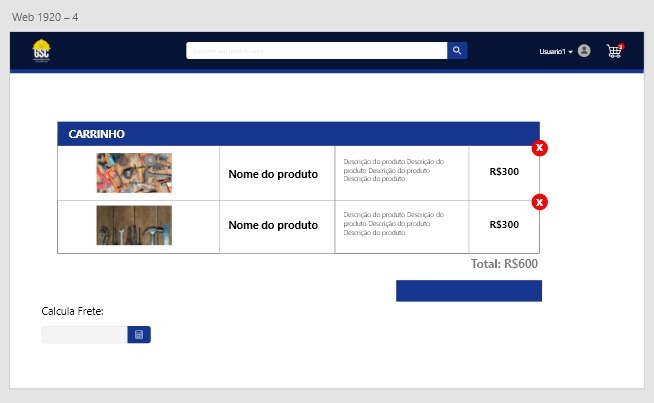 Web 1920 – 4
GSC
Usuario1
2
CARRINHO
Nome do produto
Descrição do produto Descrição do
produto Descrição do produto
Descrição do produto
R$300
X
Nome do produto
Descrição do produto Descrição do
produto Descrição do produto
Descrição do produto
R$300
X
Total: R$600
Calcula Frete: